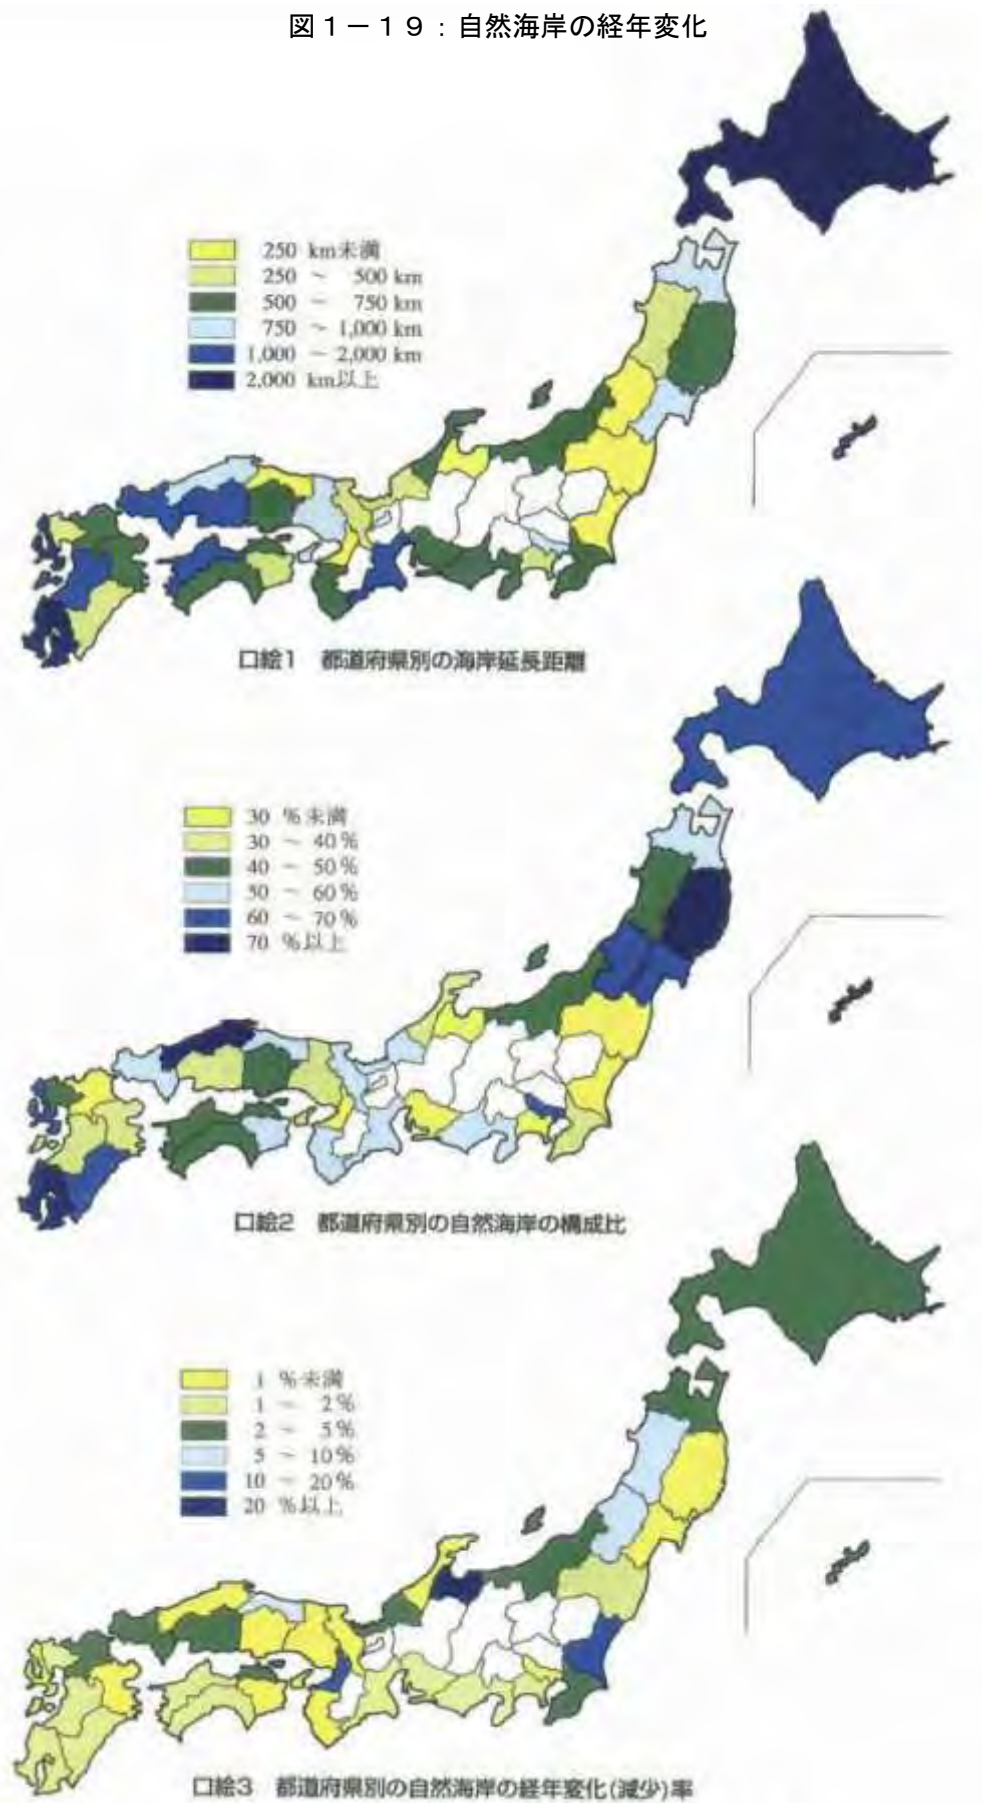 図１－１９：自然海岸の経年変化
250 km未満
250 ～ 500 km
500 ～ 750 km
750 ～ 1,000 km
1,000 ～ 2,000 km
2,000 km以上
口絵1 都道府県別の海岸延長距離
30 %未満
30 ～ 40%
40 ～ 50%
50 ～ 60%
60 ～ 70%
70 %以上
口絵2 都道府県別の自然海岸の構成比
1 %未満
1 ～ 2%
2 ～ 5%
5 ～ 10%
10 ～ 20%
20 %以上
口絵3 都道府県別の自然海岸の経年変化(減少)率